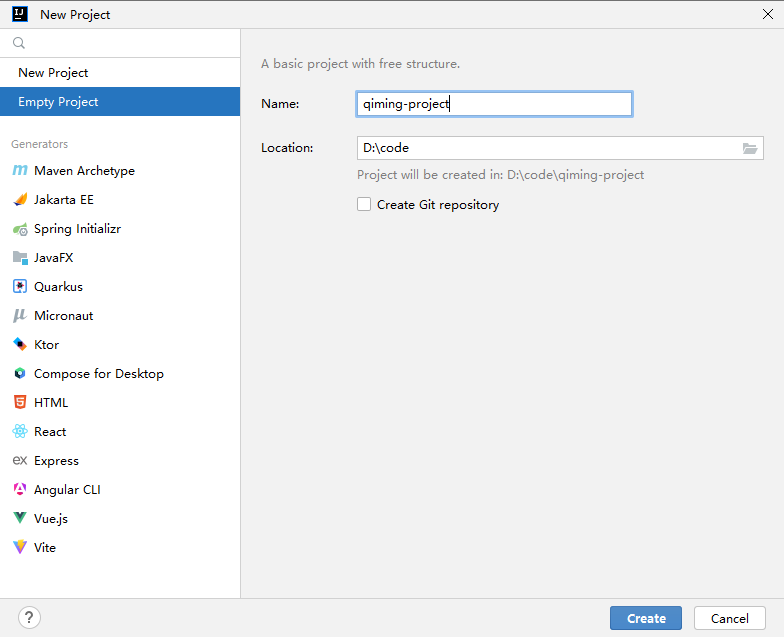 New Project
New Project
Empty Project
Generators
Maven Archetype
Jakarta EE
Spring Initializr
JavaFX
Quarkus
Micronaut
Ktor
Compose for Desktop
HTML
React
Express
Angular CLI
Vue.js
Vite
A basic project with free structure.
Name: qiming-project
Location: D:\code
Project will be created in: D:\code\qiming-project
Create Git repository
? Create Cancel